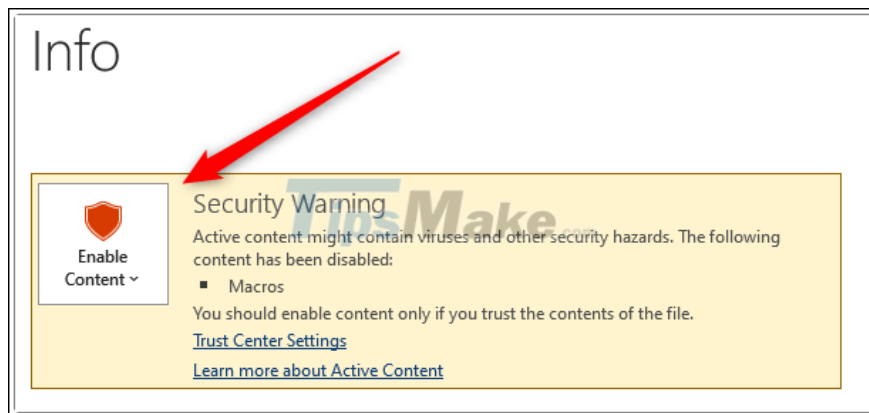 Info
Security Warning
TipsMake.com
Active content might contain viruses and other security hazards. The following
content has been disabled:
Enable
Content
▪ Macros
You should enable content only if you trust the contents of the file.
Trust Center Settings
Learn more about Active Content